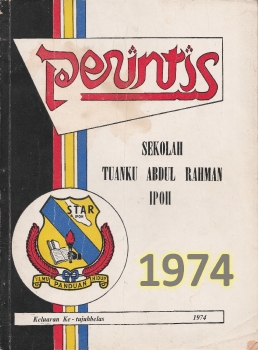 perintis
SEKOLAH
TUANKU ABDUL RAHMAN
IPOH
STAR
IPOH
ILMU PANDUAN HIDUP
1974
Keluaran Ke-tujuhbelas
1974